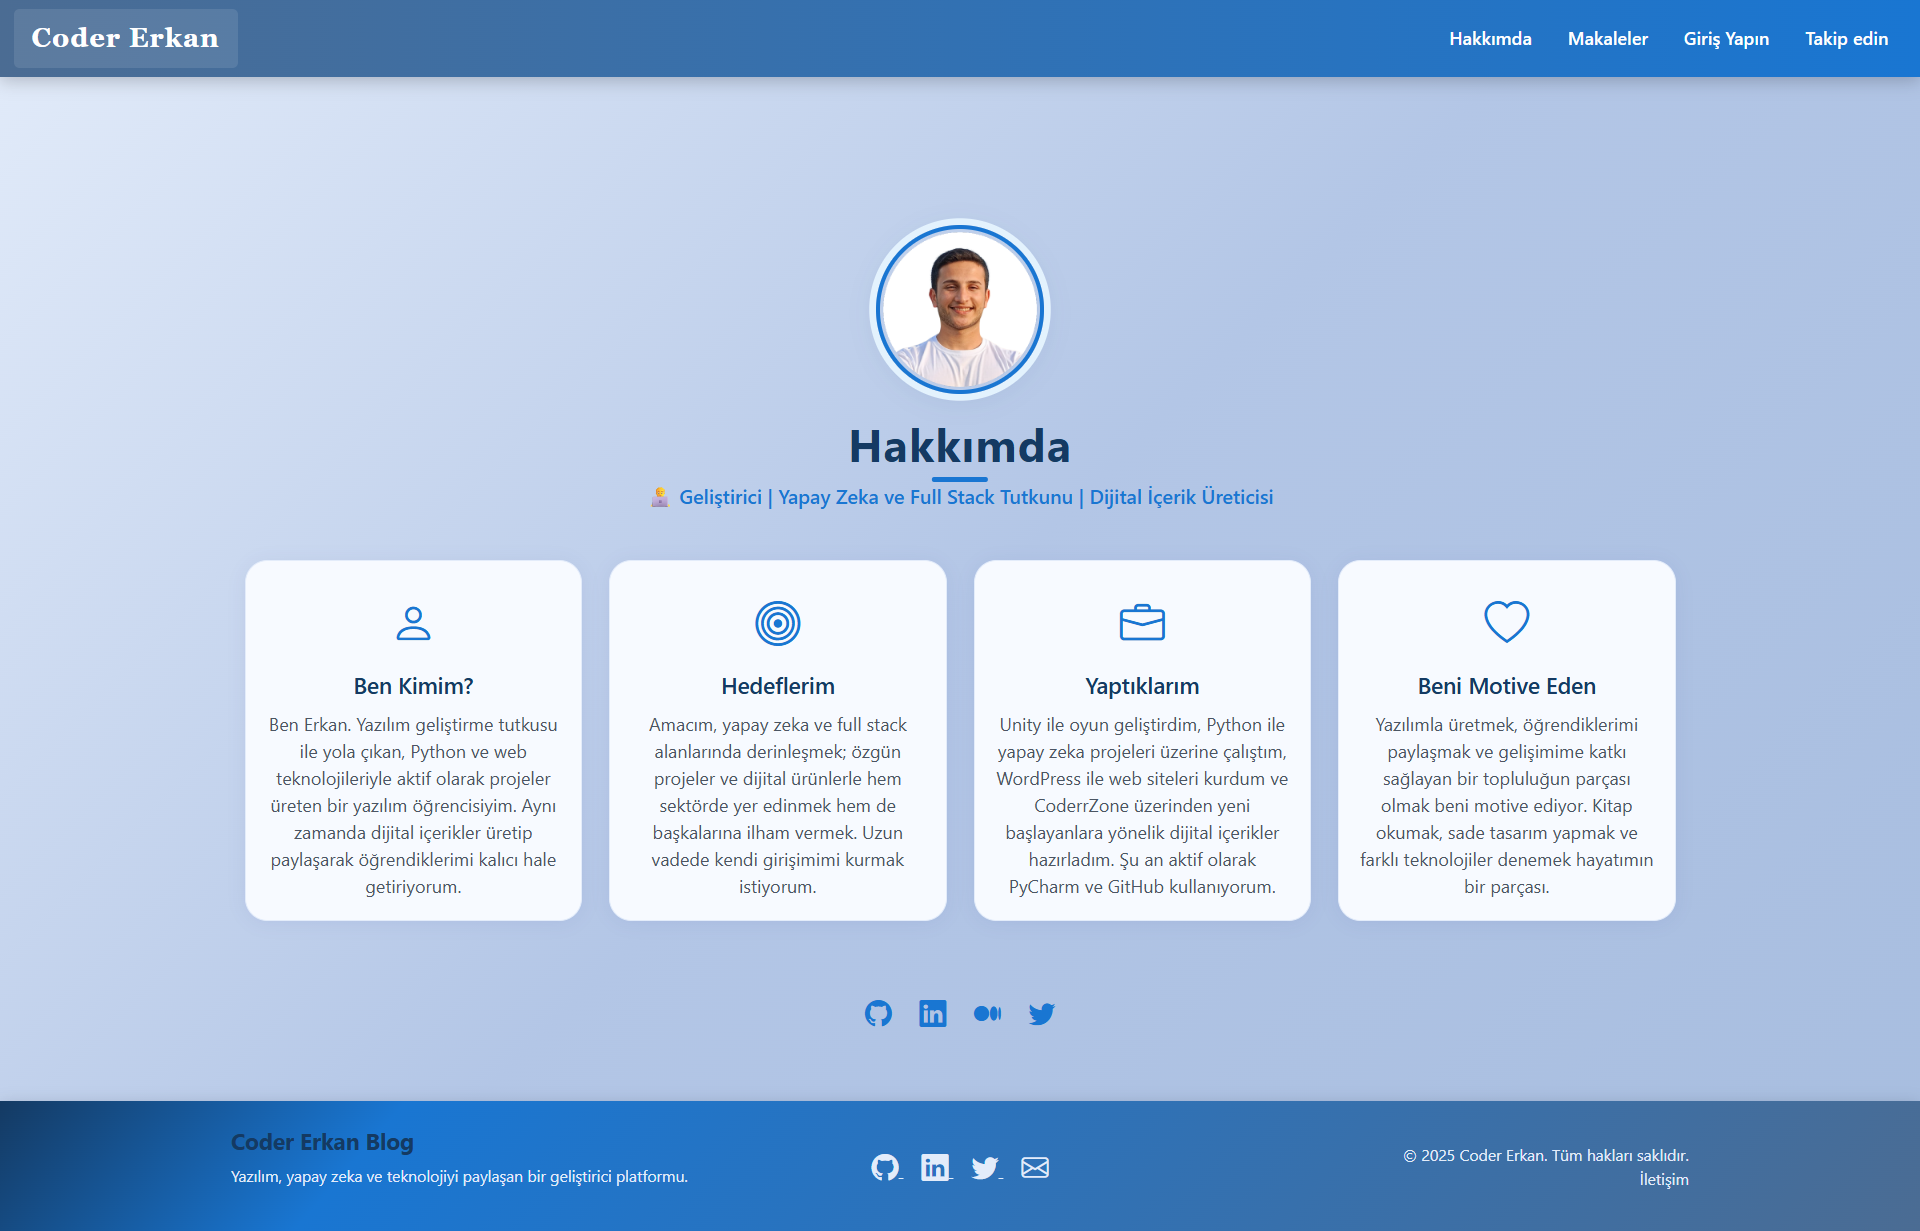 Coder Erkan
Hakkımda
Makaleler
Giriş Yapın
Takip edin
Hakkımda
Geliştirici | Yapay Zeka ve Full Stack Tutkunu | Dijital İçerik Üreticisi
Ben Kimim?
Ben Erkan. Yazılım geliştirme tutkusu
ile yola çıkan, Python ve web
teknolojileriyle aktif olarak projeler
üreten bir yazılım öğrencisiyim. Aynı
zamanda dijital içerikler üretip
paylaşarak öğrendiklerimi kalıcı hale
getiriyorum.
Hedeflerim
Amacım, yapay zeka ve full stack
alanlarında derinleşmek; özgün
projeler ve dijital ürünlerle hem
sektörde yer edinmek hem de
başkalarına ilham vermek. Uzun
vadede kendi girişimimi kurmak
istiyorum.
Yaptıklarım
Unity ile oyun geliştirdim, Python ile
yapay zeka projeleri üzerine çalıştım,
WordPress ile web siteleri kurdum ve
CoderrZone üzerinden yeni
başlayanlara yönelik dijital içerikler
hazırladım. Şu an aktif olarak
PyCharm ve GitHub kullanıyorum.
Beni Motive Eden
Yazılımla üretmek, öğrendiklerimi
paylaşmak ve gelişimime katkı
sağlayan bir topluluğun parçası
olmak beni motive ediyor. Kitap
okumak, sade tasarım yapmak ve
farklı teknolojiler denemek hayatımın
bir parçası.
Coder Erkan Blog
Yazılım, yapay zeka ve teknolojiyi paylaşan bir geliştirici platformu.
© 2025 Coder Erkan. Tüm hakları saklıdır.
İletişim